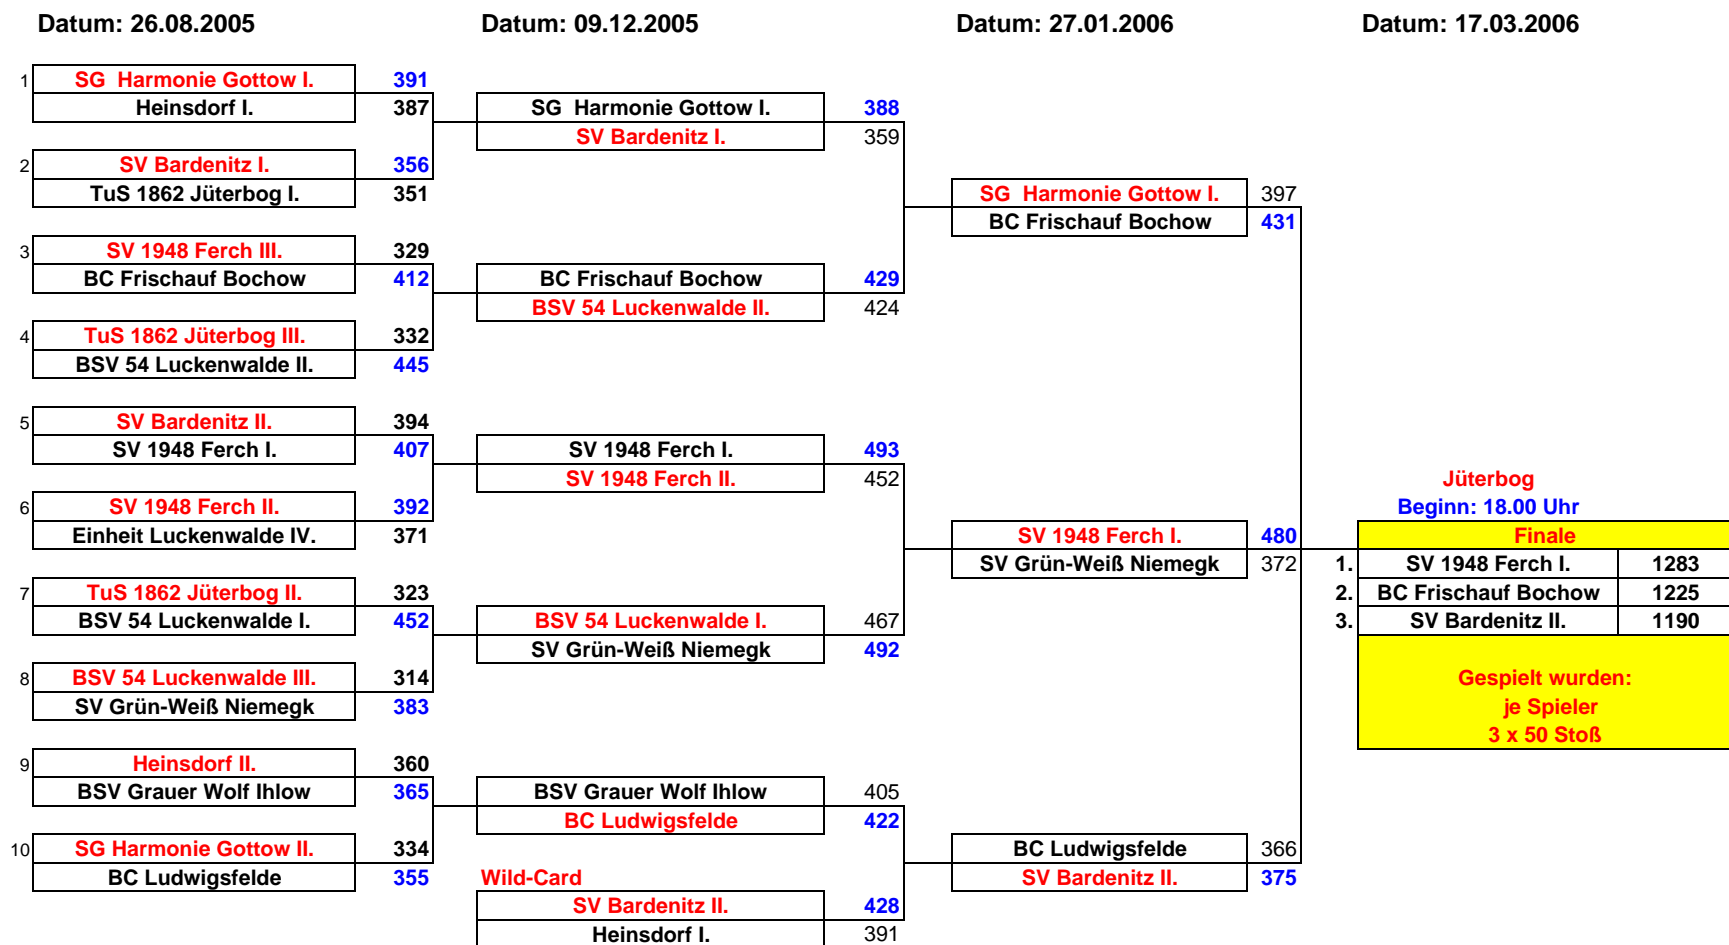 Datum: 26.08.2005 Datum: 09.12.2005 Datum: 27.01.2006 Datum: 17.03.2006
1 SG Harmonie Gottow I. 391
Heinsdorf I. 387
2 SV Bardenitz I. 356
TuS 1862 Jüterbog I. 351
3 SV 1948 Ferch III. 329
BC Frischauf Bochow 412
4 TuS 1862 Jüterbog III. 332
BSV 54 Luckenwalde II. 445
5 SV Bardenitz II. 394
SV 1948 Ferch I. 407
6 SV 1948 Ferch II. 392
Einheit Luckenwalde IV. 371
7 TuS 1862 Jüterbog II. 323
BSV 54 Luckenwalde I. 452
8 BSV 54 Luckenwalde III. 314
SV Grün-Weiß Niemegk 383
9 Heinsdorf II. 360
BSV Grauer Wolf Ihlow 365
10 SG Harmonie Gottow II. 334
BC Ludwigsfelde 355
SG Harmonie Gottow I. 388
SV Bardenitz I. 359
BC Frischauf Bochow 429
BSV 54 Luckenwalde II. 424
SV 1948 Ferch I. 493
SV 1948 Ferch II. 452
BSV 54 Luckenwalde I. 467
SV Grün-Weiß Niemegk 492
BSV Grauer Wolf Ihlow 405
BC Ludwigsfelde 422
Wild-Card
SV Bardenitz II. 428
Heinsdorf I. 391
SG Harmonie Gottow I. 397
BC Frischauf Bochow 431
SV 1948 Ferch I. 480
SV Grün-Weiß Niemegk 372
BC Ludwigsfelde 366
SV Bardenitz II. 375
Jüterbog
Beginn: 18.00 Uhr
Finale
1. SV 1948 Ferch I. 1283
2. BC Frischauf Bochow 1225
3. SV Bardenitz II. 1190
Gespielt wurden:
je Spieler
3 x 50 Stoß